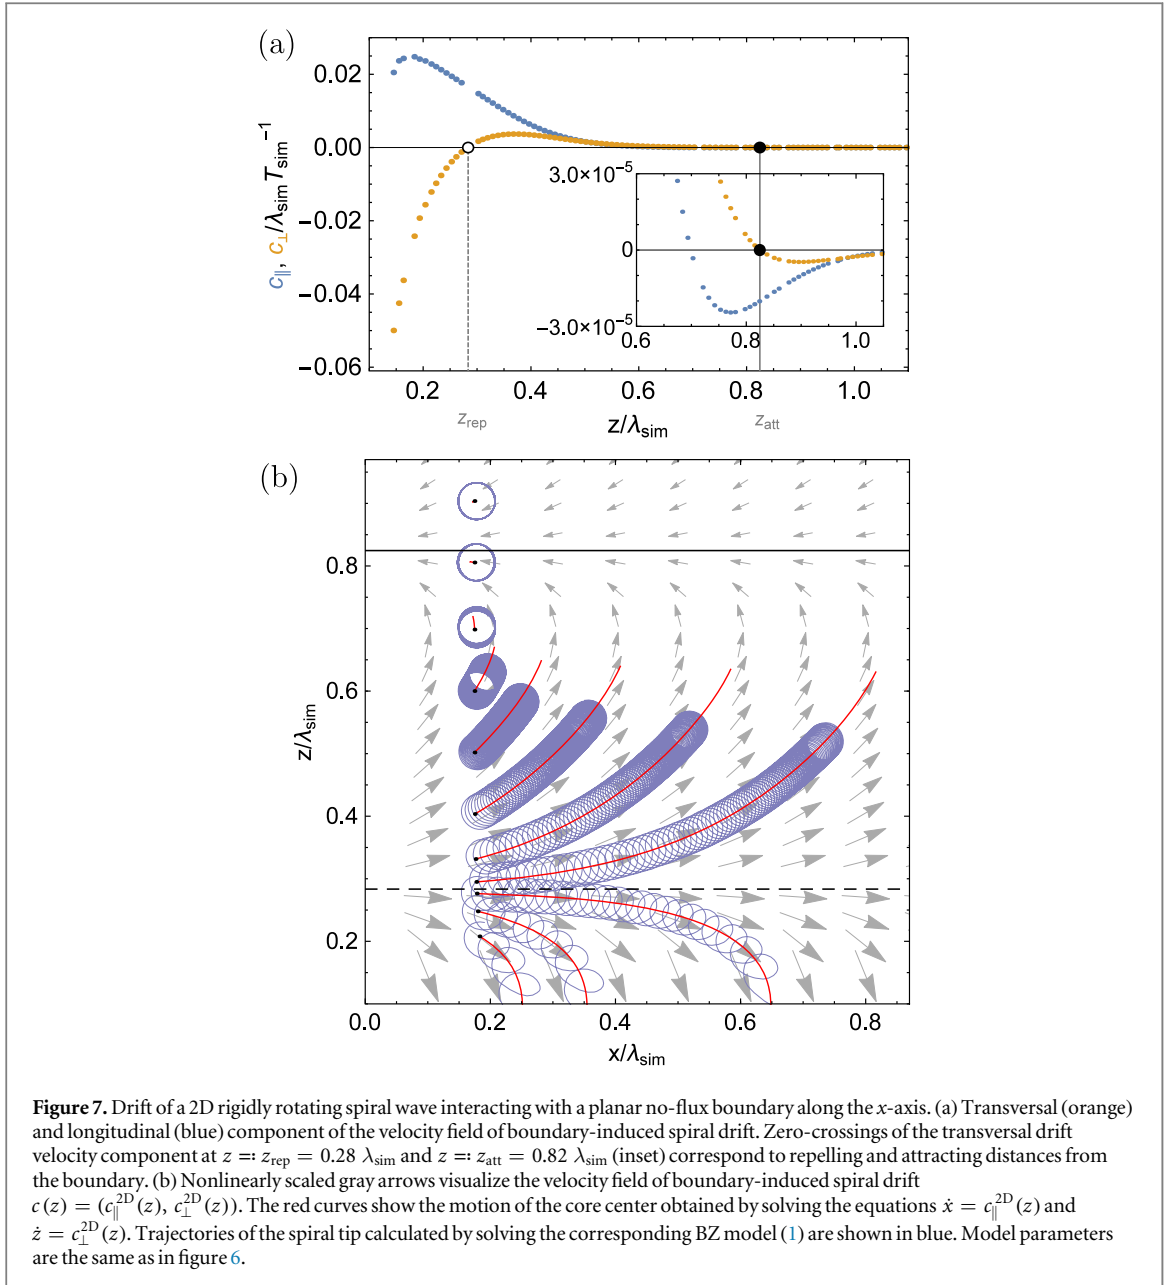 (a)
0.02
0.00
−0.02
−0.04
−0.06
c∥, c⊥/λsim Tsim⁻¹
3.0×10⁻⁵
0
−3.0×10⁻⁵
0.6 0.8 1.0
0.2 0.4 0.6 0.8 1.0
zrep z/λsim zatt
(b)
0.8
0.6
0.4
0.2
z/λsim
0.0 0.2 0.4 0.6 0.8
x/λsim
Figure 7. Drift of a 2D rigidly rotating spiral wave interacting with a planar no-flux boundary along the x-axis. (a) Transversal (orange)
and longitudinal (blue) component of the velocity field of boundary-induced spiral drift. Zero-crossings of the transversal drift
velocity component at z ≕ zrep = 0.28 λsim and z ≕ zatt = 0.82 λsim (inset) correspond to repelling and attracting distances from
the boundary. (b) Nonlinearly scaled gray arrows visualize the velocity field of boundary-induced spiral drift
c(z) = (c∥²ᴰ(z), c⊥²ᴰ(z)). The red curves show the motion of the core center obtained by solving the equations ẋ = c∥²ᴰ(z) and
ż = c⊥²ᴰ(z). Trajectories of the spiral tip calculated by solving the corresponding BZ model (1) are shown in blue. Model parameters
are the same as in figure 6.